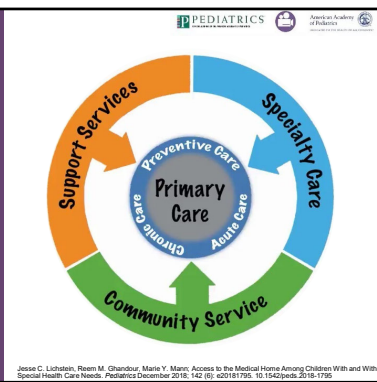 PEDIATRICS
American Academy
of Pediatrics
Support Services
Specialty Care
Preventive Care
Primary
Care
Chronic Care
Acute Care
Community Service
Jesse C. Lichstein, Reem M. Ghandour, Marie Y. Mann; Access to the Medical Home Among Children With and With
Special Health Care Needs. Pediatrics December 2018; 142 (6): e20181795. 10.1542/peds.2018-1795